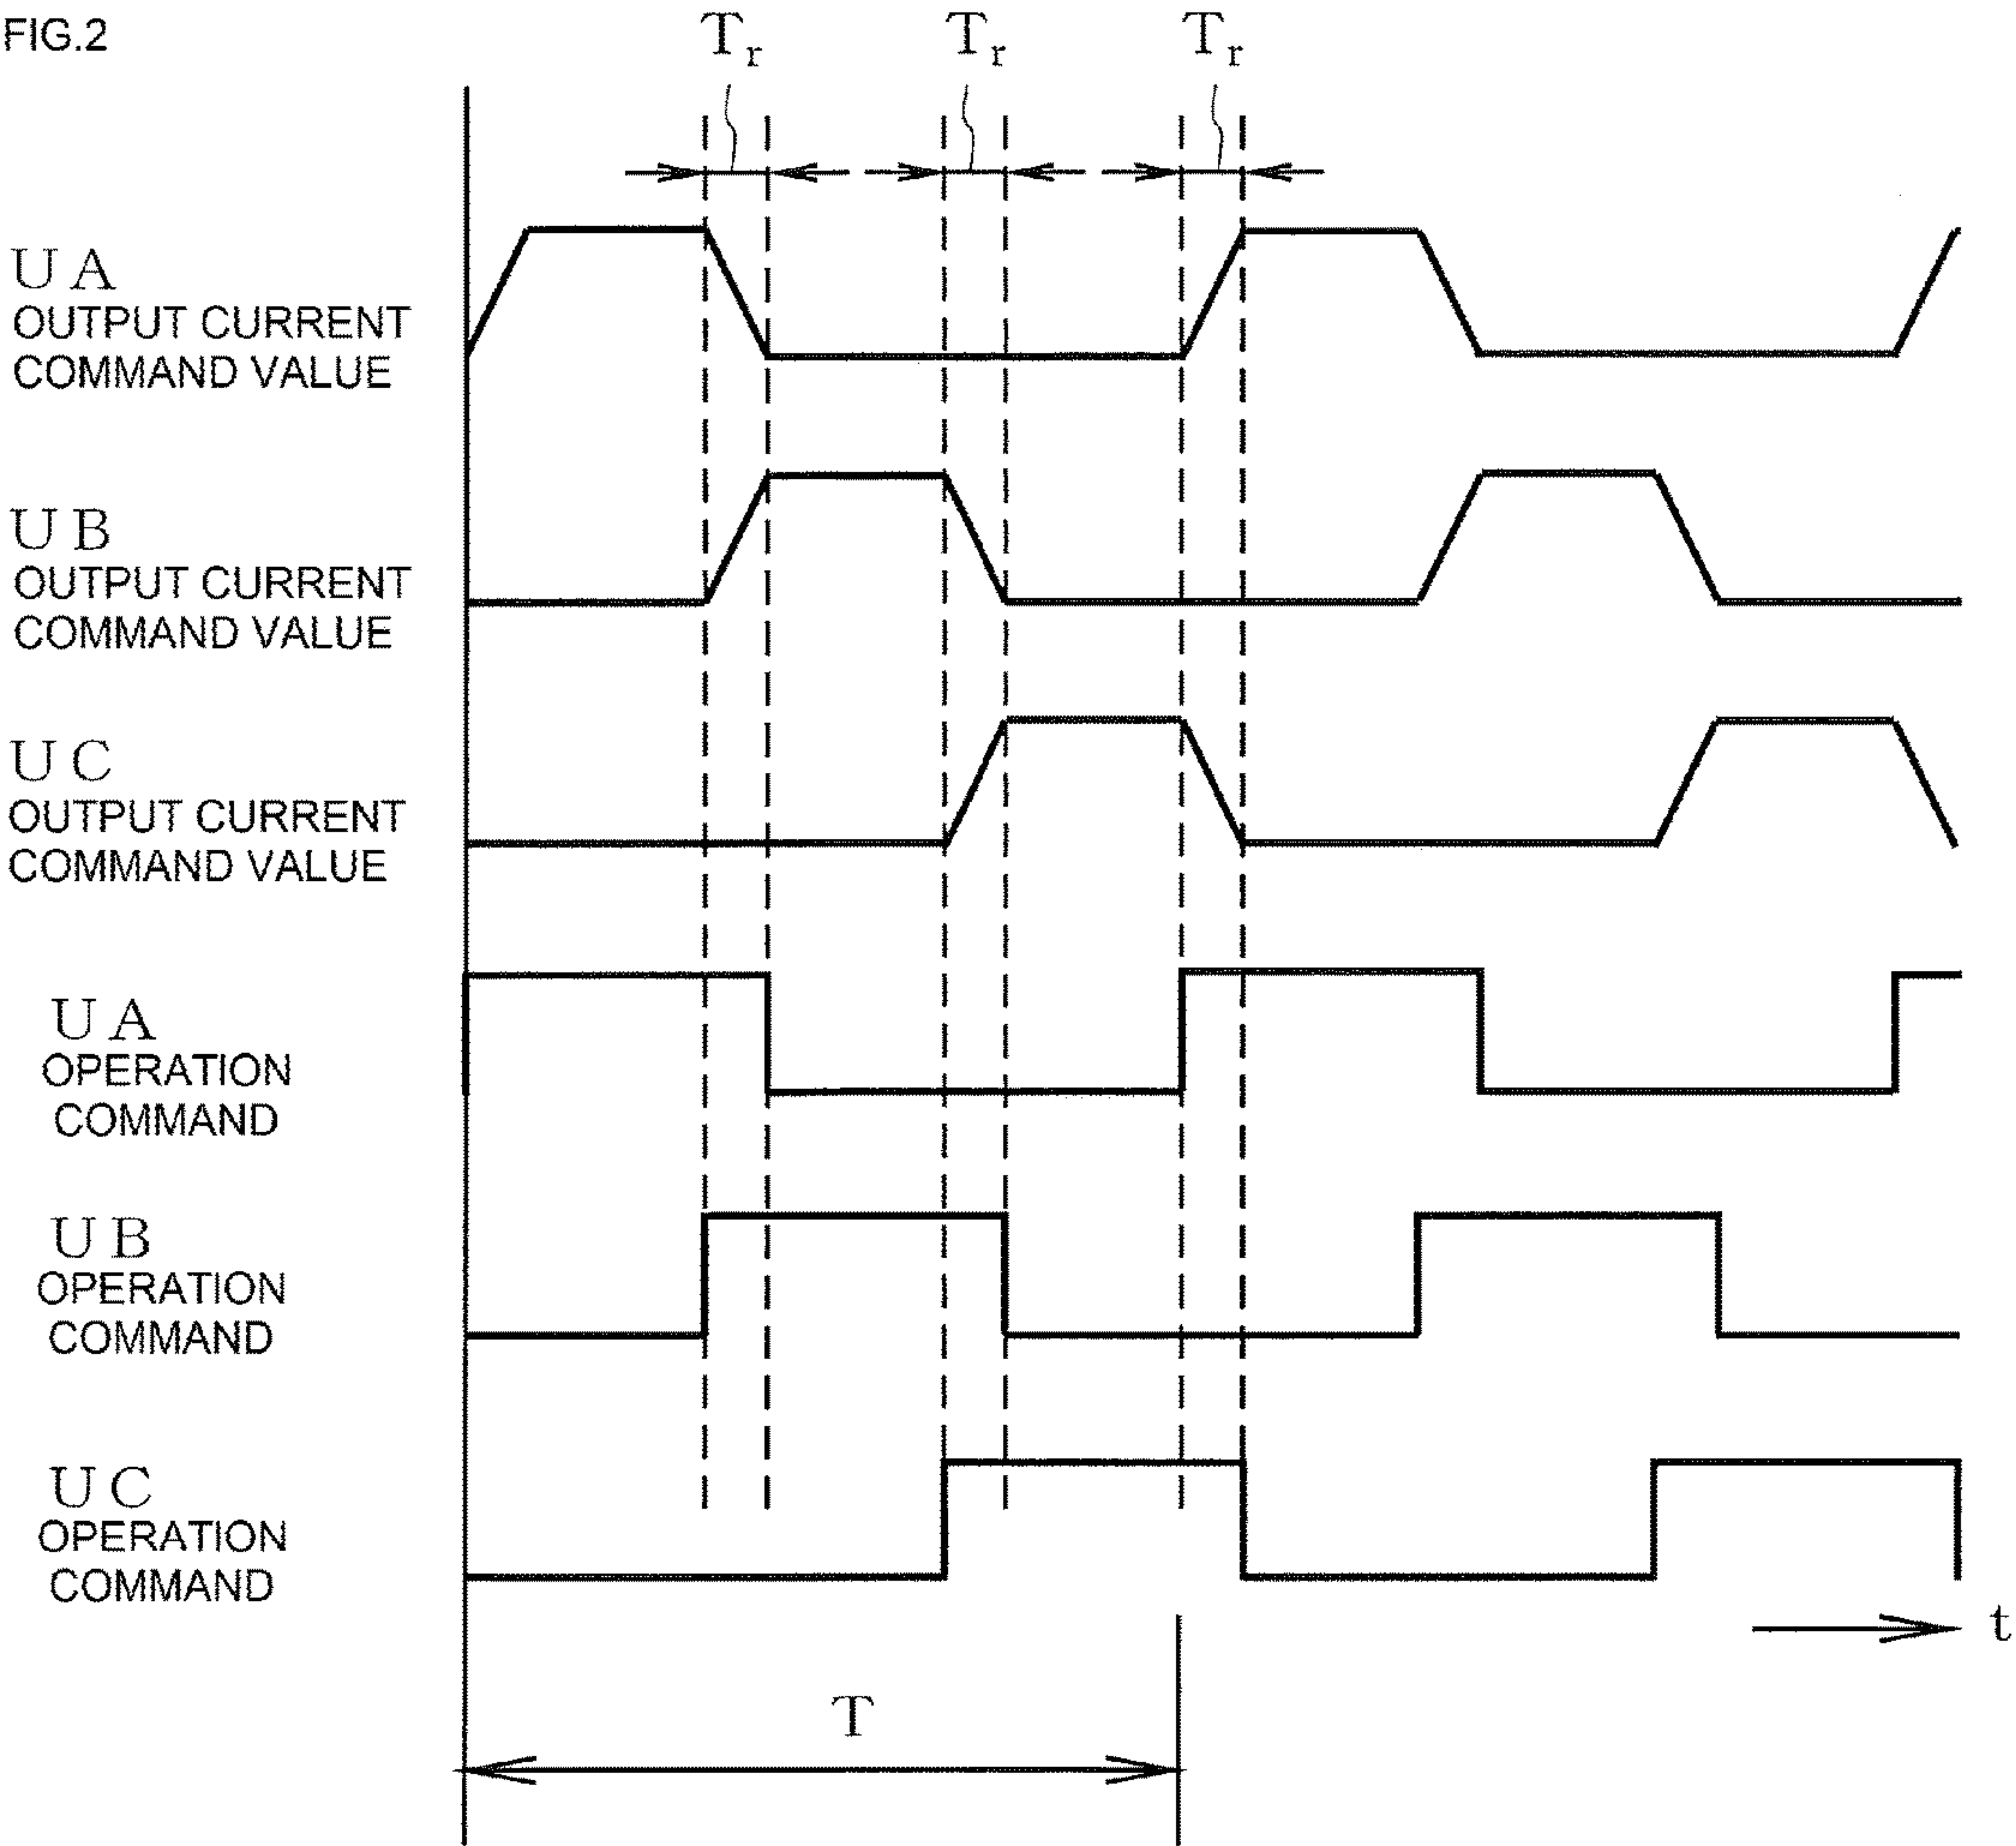 FIG.2
Tr Tr Tr
UA
OUTPUT CURRENT
COMMAND VALUE
UB
OUTPUT CURRENT
COMMAND VALUE
UC
OUTPUT CURRENT
COMMAND VALUE
UA
OPERATION
COMMAND
UB
OPERATION
COMMAND
UC
OPERATION
COMMAND
t
T